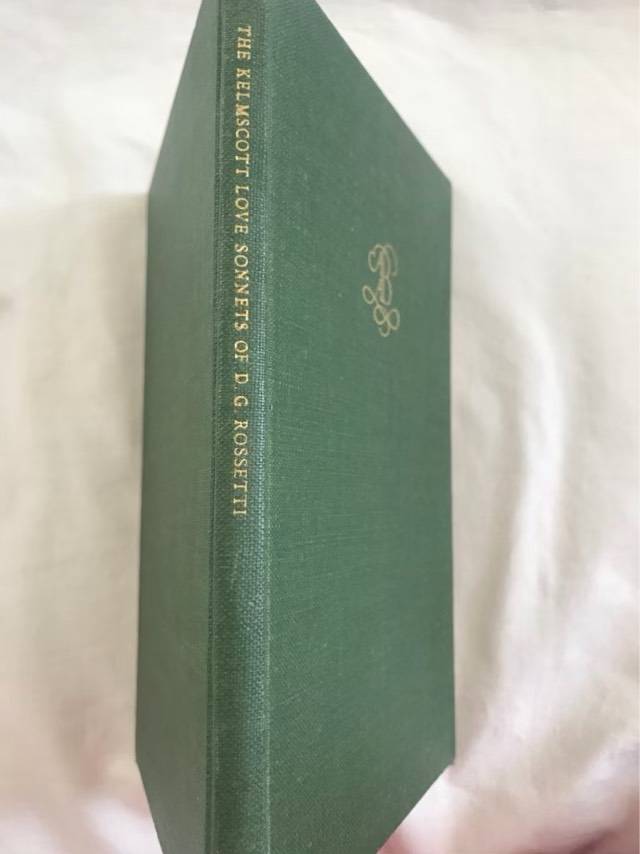 THE KELMSCOTT LOVE SONNETS OF D. G. ROSSETTI